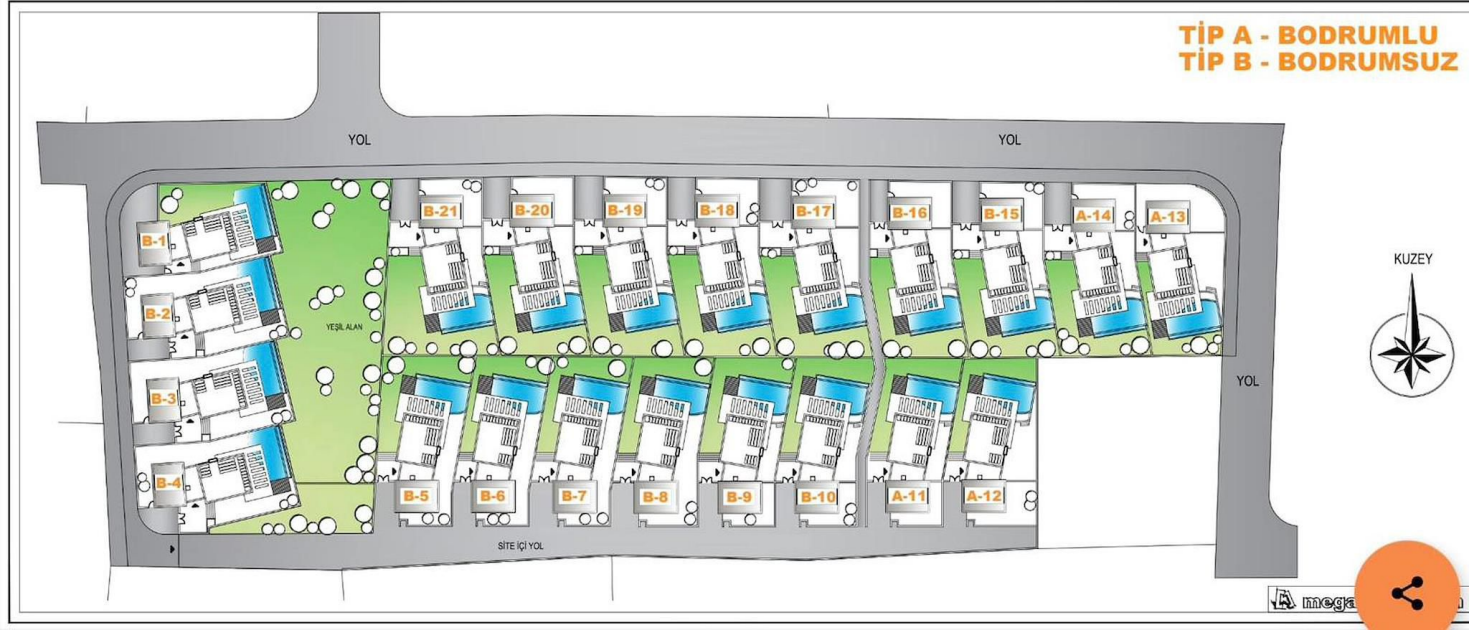 TİP A - BODRUMLU
TİP B - BODRUMSUZ
YOL
YOL
B-21
B-20
B-19
B-18
B-17
B-16
B-15
A-14
A-13
B-1
B-2
B-3
B-4
YEŞİL ALAN
KUZEY
YOL
B-5
B-6
B-7
B-8
B-9
B-10
A-11
A-12
SİTE İÇİ YOL